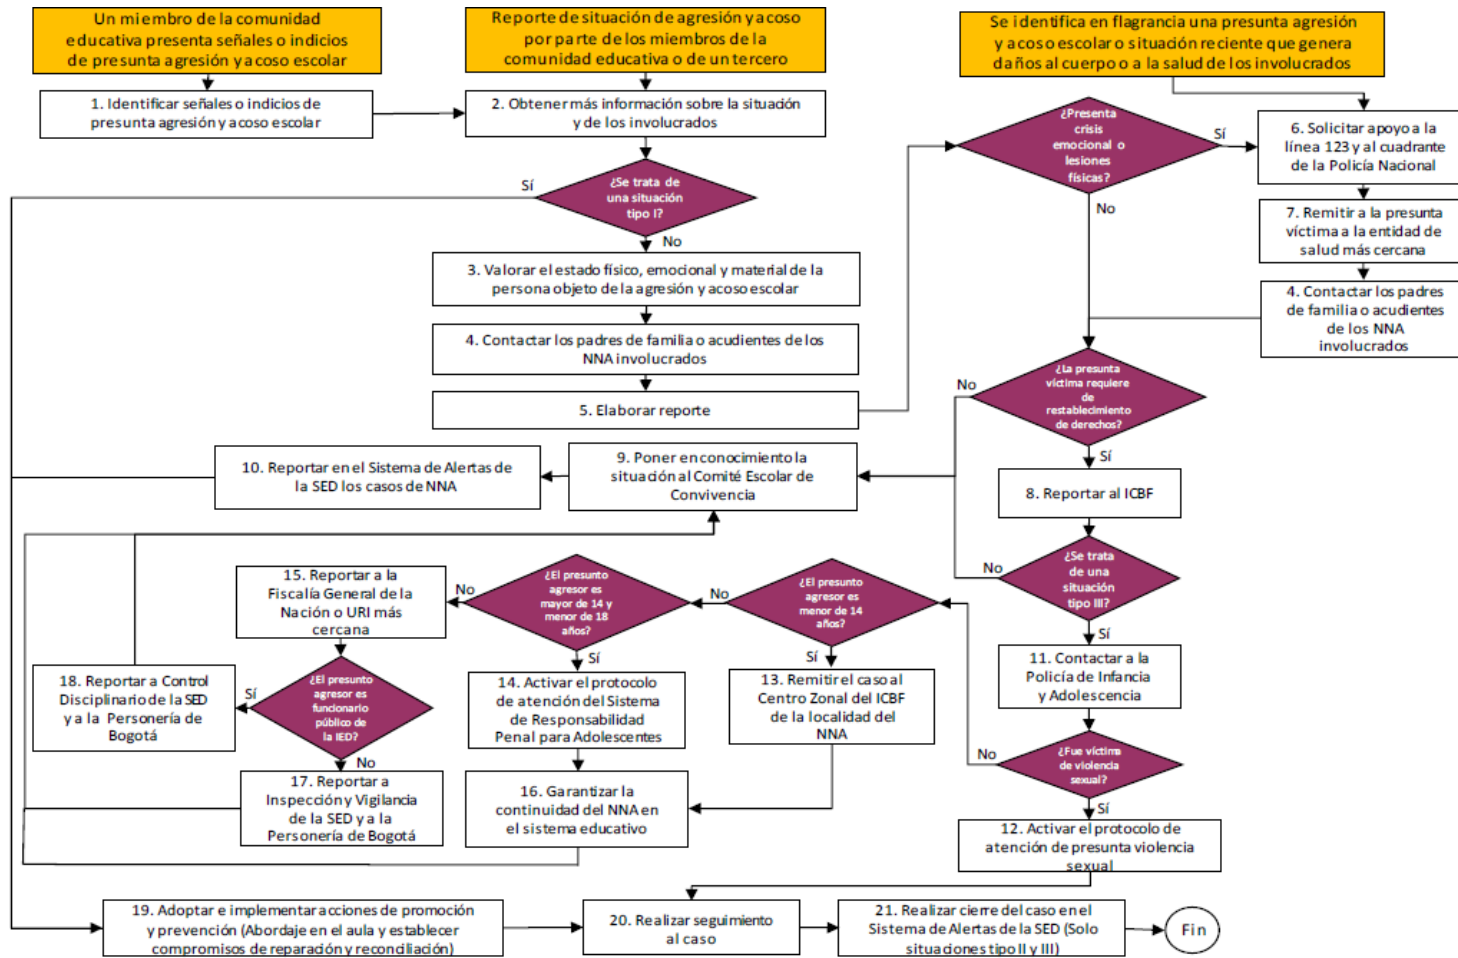 Un miembro de la comunidad
educativa presenta señales o indicios
de presunta agresión y acoso escolar
Reporte de situación de agresión y acoso
por parte de los miembros de la
comunidad educativa o de un tercero
Se identifica en flagrancia una presunta agresión
y acoso escolar o situación reciente que genera
daños al cuerpo o a la salud de los involucrados
1. Identificar señales o indicios de
presunta agresión y acoso escolar
2. Obtener más información sobre la situación
y de los involucrados
¿Presenta
crisis
emocional o
lesiones
físicas?
Sí
No
6. Solicitar apoyo a la
línea 123 y al cuadrante
de la Policía Nacional
¿Se trata de
una situación
tipo I?
Sí
No
7. Remitir a la presunta
víctima a la entidad de
salud más cercana
3. Valorar el estado físico, emocional y material de la
persona objeto de la agresión y acoso escolar
4. Contactar los padres
de familia o acudientes
de los NNA
involucrados
4. Contactar los padres de familia o acudientes de los
NNA involucrados
¿La presunta
víctima requiere
de
restablecimiento
de derechos?
No
Sí
5. Elaborar reporte
10. Reportar en el Sistema de Alertas de
la SED los casos de NNA
9. Poner en conocimiento la
situación al Comité Escolar de
Convivencia
8. Reportar al ICBF
¿Se trata
de una
situación
tipo III?
No
Sí
15. Reportar a la
Fiscalía General de la
Nación o URI más
cercana
No
¿El presunto
agresor es
mayor de 14 y
menor de 18
años?
Sí
No
¿El presunto
agresor es
menor de 14
años?
Sí
No
11. Contactar a la
Policía de Infancia
y Adolescencia
18. Reportar a Control
Disciplinario de la SED
y a la Personería de
Bogotá
Sí
¿El presunto
agresor es
funcionario
público de
la IED?
No
14. Activar el protocolo
de atención del Sistema
de Responsabilidad
Penal para Adolescentes
13. Remitir el caso al
Centro Zonal del ICBF
de la localidad del
NNA
¿Fue víctima
de violencia
sexual?
Sí
17. Reportar a
Inspección y Vigilancia
de la SED y a la
Personería de Bogotá
16. Garantizar la
continuidad del NNA en
el sistema educativo
12. Activar el protocolo de
atención de presunta violencia
sexual
19. Adoptar e implementar acciones de promoción
y prevención (Abordaje en el aula y establecer
compromisos de reparación y reconciliación)
20. Realizar seguimiento
al caso
21. Realizar cierre del caso en el
Sistema de Alertas de la SED (Solo
situaciones tipo II y III)
Fin